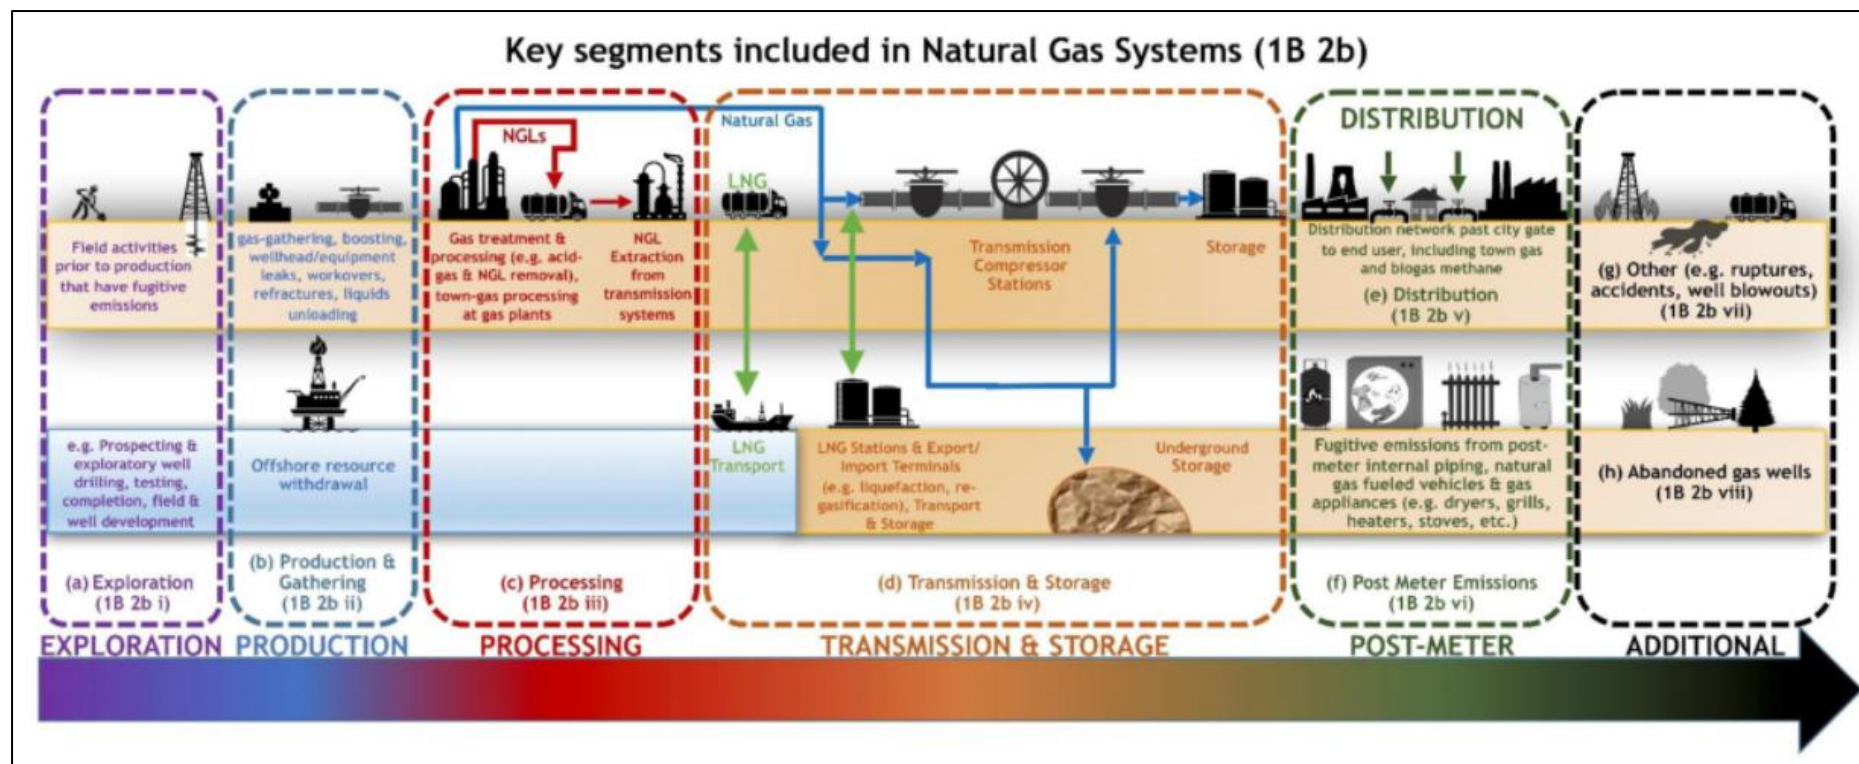 Key segments included in Natural Gas Systems (1B 2b)
Field activities
prior to production
that have fugitive
emissions
e.g. Prospecting &
exploratory well
drilling, testing,
completion, field &
well development
(a) Exploration
(1B 2b i)
EXPLORATION
gas-gathering, boosting,
wellhead/equipment
leaks, workovers,
refractures, liquids
unloading
Offshore resource
withdrawal
(b) Production &
Gathering
(1B 2b ii)
PRODUCTION
NGLs
Gas treatment &
processing (e.g. acid-
gas & NGL removal),
town-gas processing
at gas plants
NGL
Extraction
from
transmission
systems
(c) Processing
(1B 2b iii)
PROCESSING
Natural Gas
LNG
Transmission
Compressor
Stations
Storage
LNG
Transport
LNG Stations & Export/
Import Terminals
(e.g. liquefaction, re-
gasification), Transport
& Storage
Underground
Storage
(d) Transmission & Storage
(1B 2b iv)
TRANSMISSION & STORAGE
DISTRIBUTION
Distribution network past city gate
to end user, including town gas
and biogas methane
(e) Distribution
(1B 2b v)
Fugitive emissions from post-
meter internal piping, natural
gas fueled vehicles & gas
appliances (e.g. dryers, grills,
heaters, stoves, etc.)
(f) Post Meter Emissions
(1B 2b vi)
POST-METER
(g) Other (e.g. ruptures,
accidents, well blowouts)
(1B 2b vii)
(h) Abandoned gas wells
(1B 2b viii)
ADDITIONAL